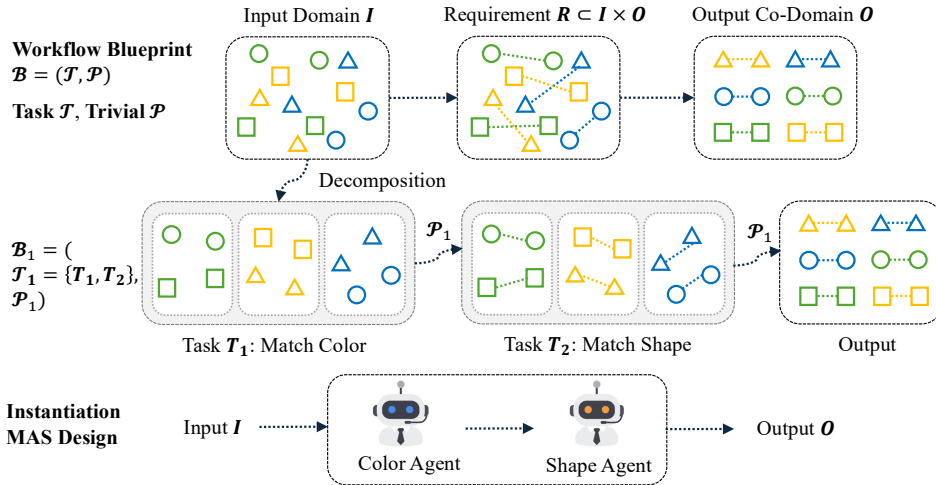 Input Domain I
Requirement R ⊂ I × O
Output Co-Domain O
Workflow Blueprint
ℬ = (𝒯, 𝒫)
Task 𝒯, Trivial 𝒫
Decomposition
ℬ₁ = (
𝒯₁ = {T₁, T₂},
𝒫₁)
𝒫₁
𝒫₁
Task T₁: Match Color
Task T₂: Match Shape
Output
Instantiation
MAS Design
Input I
Color Agent
Shape Agent
Output O